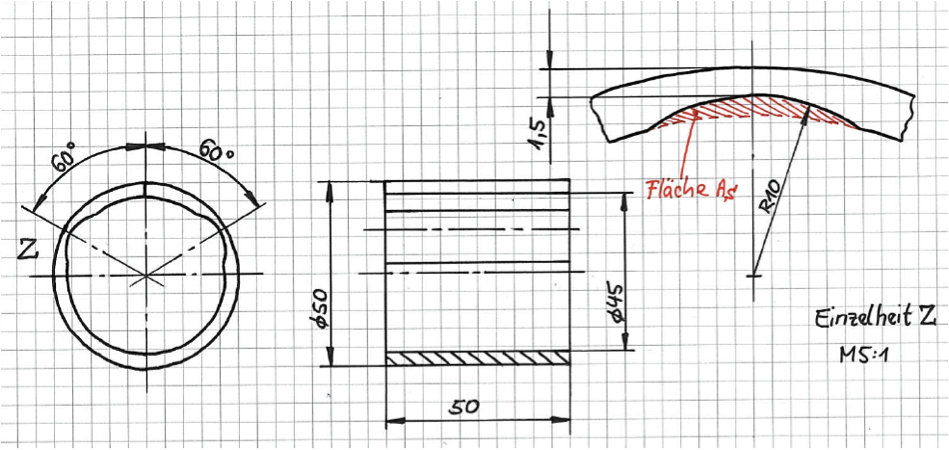 60°
60°
Z
⌀50
⌀45
50
1,5
Fläche As
R10
Einzelheit Z
M5:1